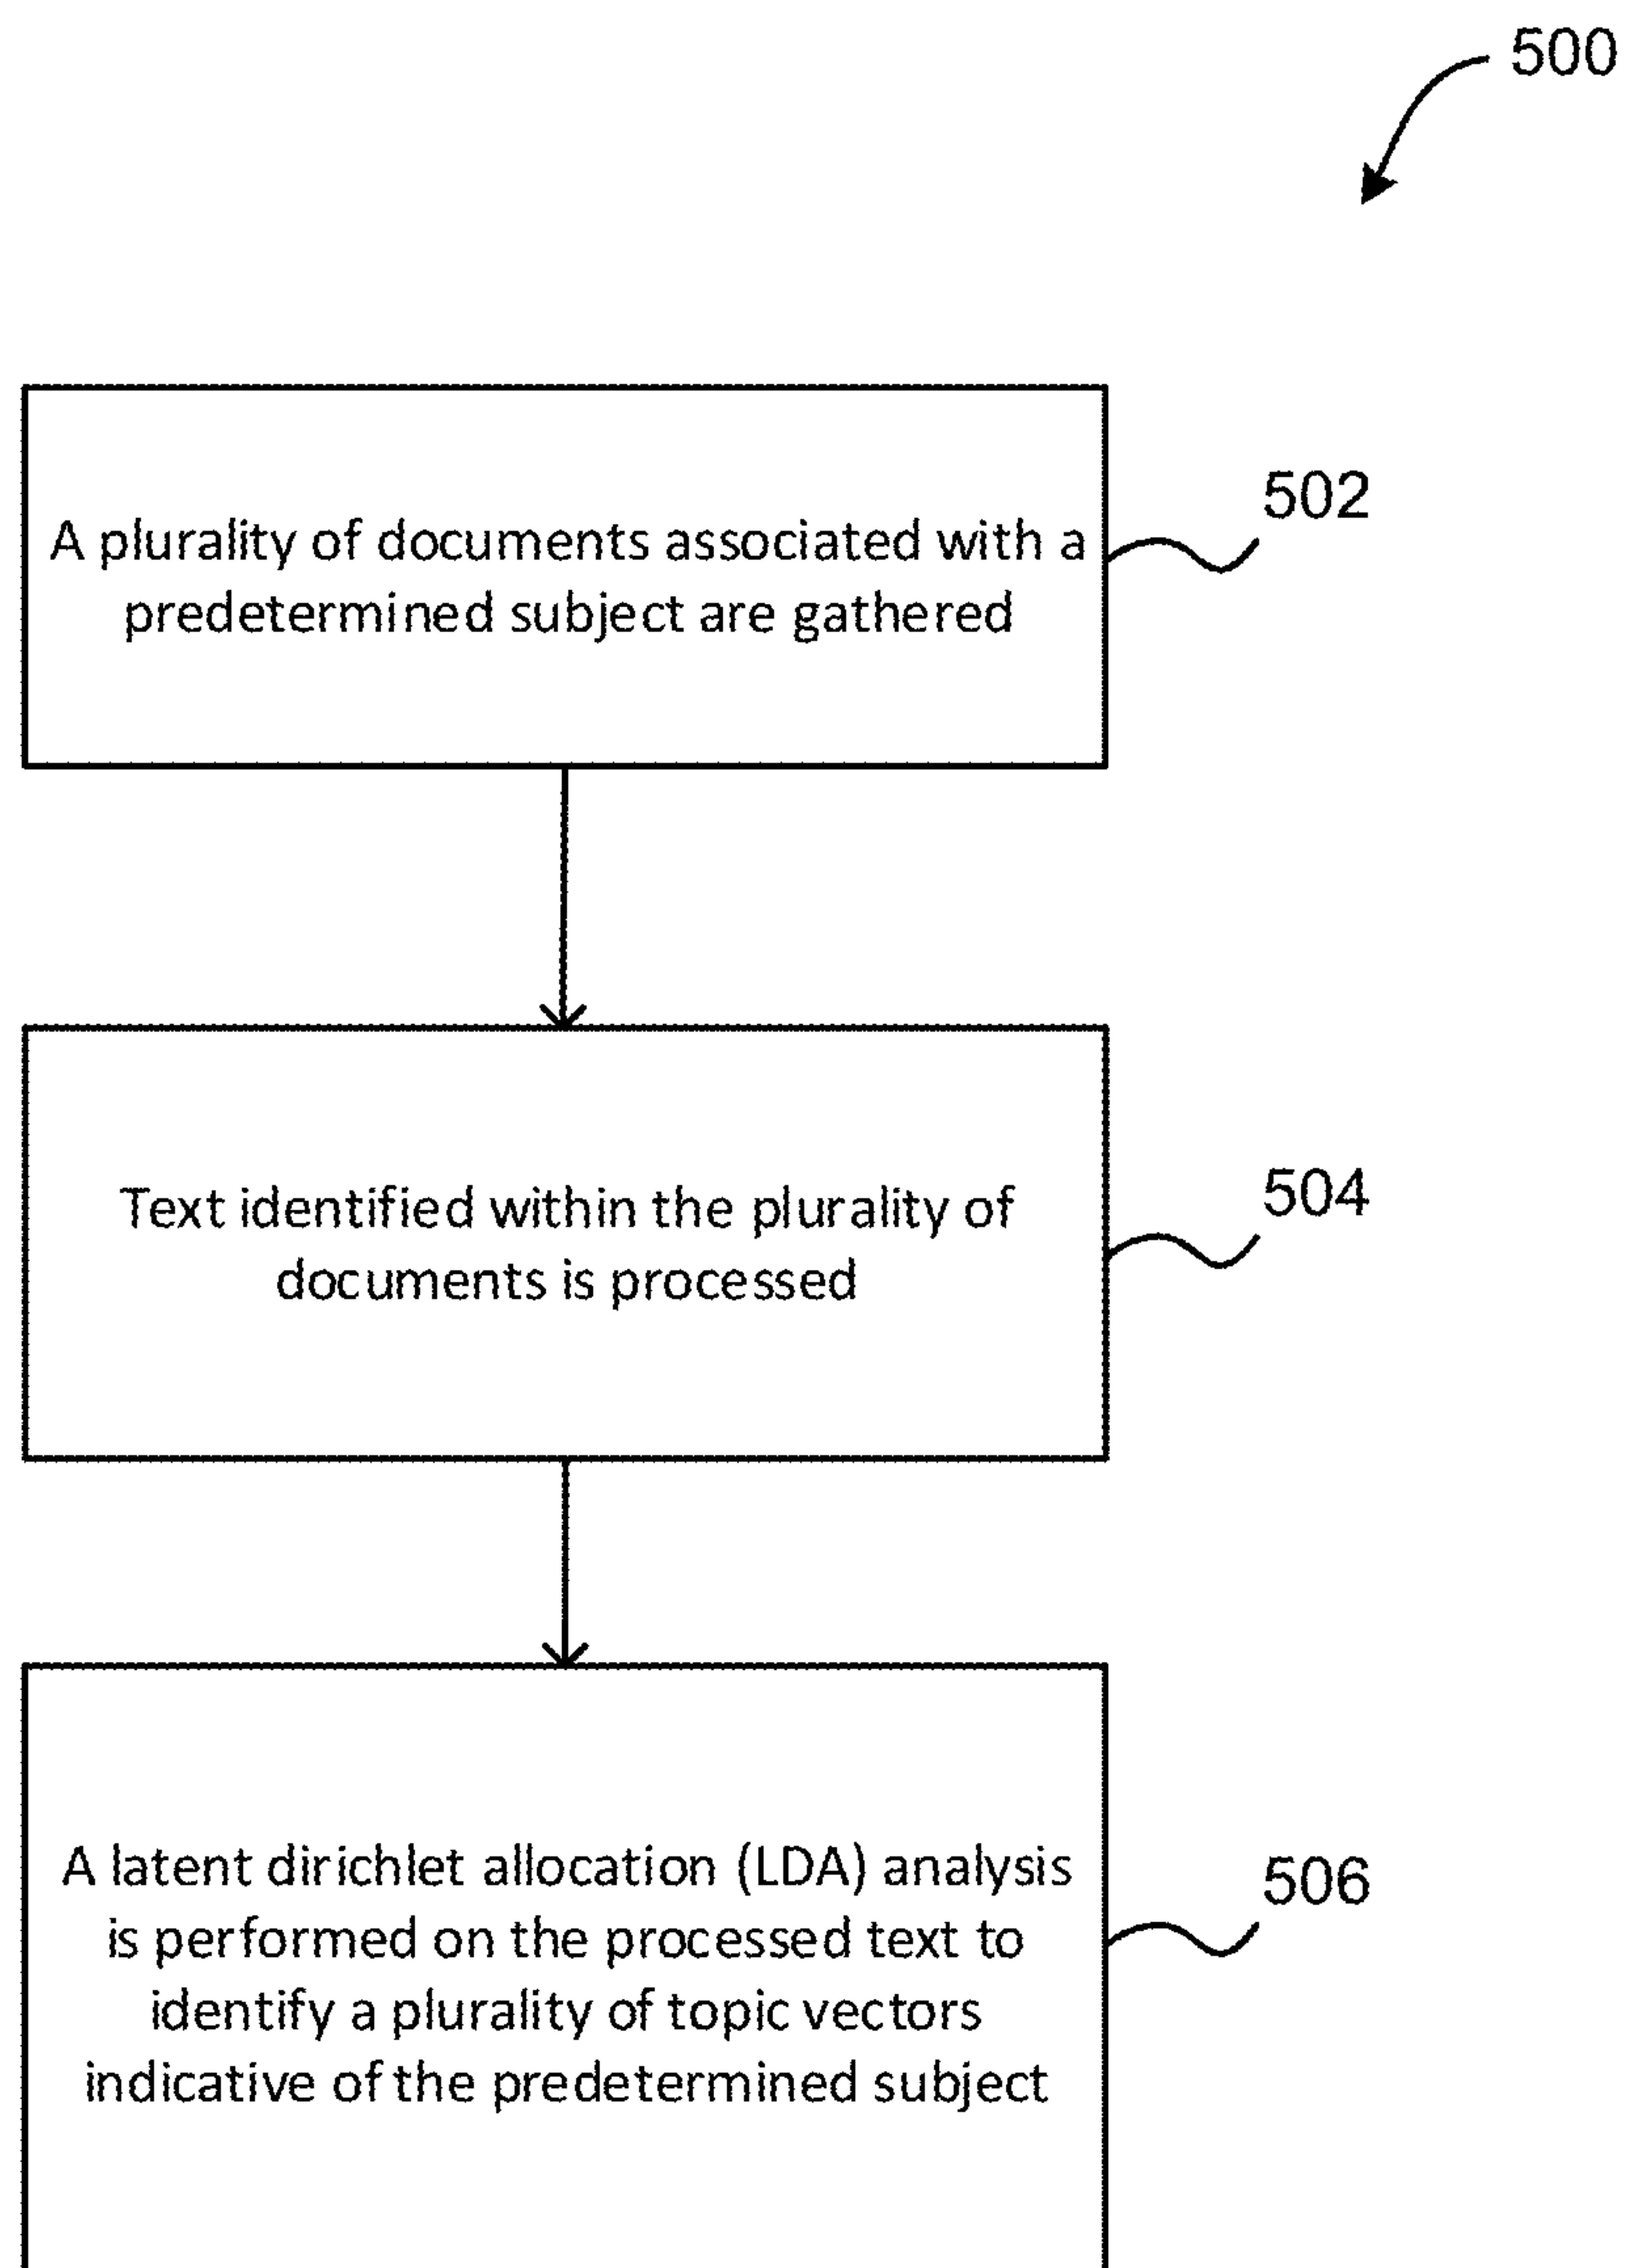 500
A plurality of documents associated with a
predetermined subject are gathered
502
Text identified within the plurality of
documents is processed
504
A latent dirichlet allocation (LDA) analysis
is performed on the processed text to
identify a plurality of topic vectors
indicative of the predetermined subject
506